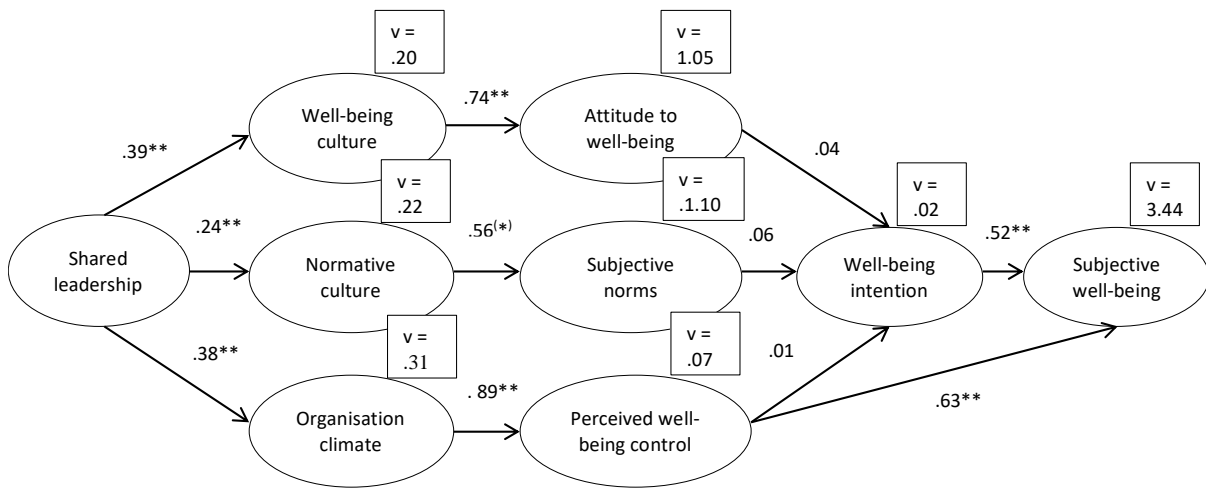 v =
.20
v =
1.05
Well-being
culture
.74**
Attitude to
well-being
.39**
.04
v =
.22
v =
.1.10
v =
.02
v =
3.44
Shared
leadership
.24**
Normative
culture
.56(*)
Subjective
norms
.06
Well-being
intention
.52**
Subjective
well-being
.38**
v =
.31
v =
.07
.01
Organisation
climate
. 89**
Perceived well-
being control
.63**